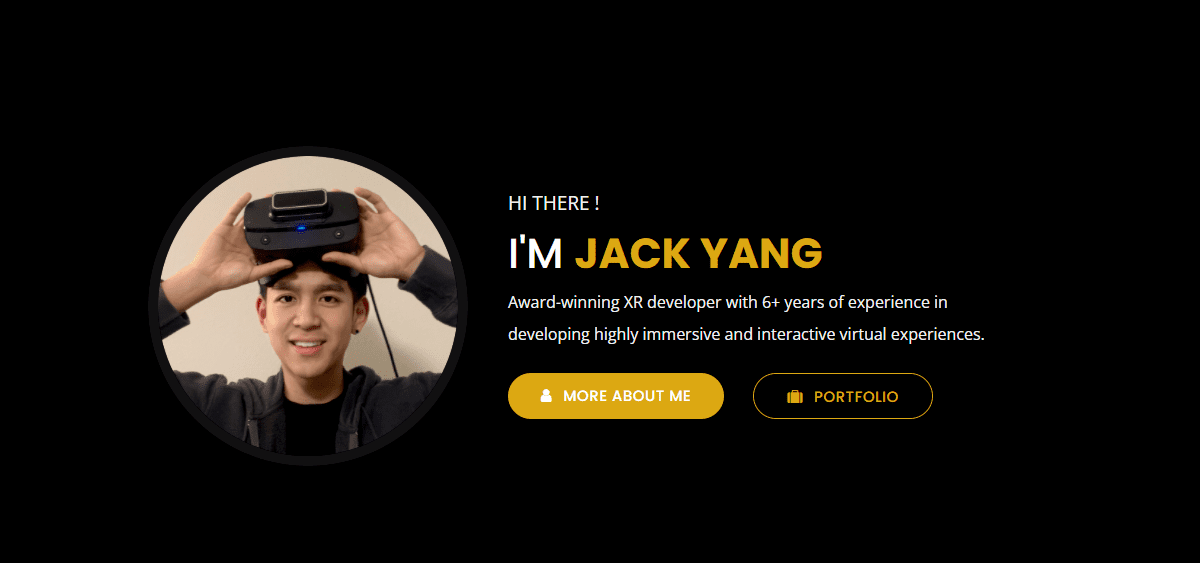 HI THERE !
I'M JACK YANG
Award-winning XR developer with 6+ years of experience in
developing highly immersive and interactive virtual experiences.
MORE ABOUT ME
PORTFOLIO